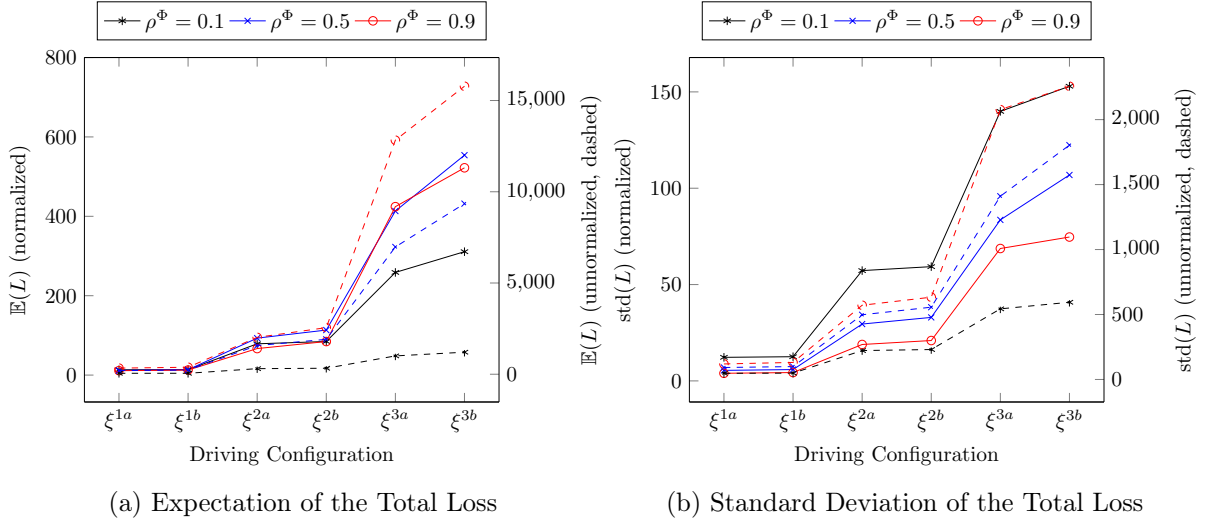 ρ^Φ = 0.1 ρ^Φ = 0.5 ρ^Φ = 0.9
800
600
400
200
0
15,000
10,000
5,000
0
𝔼(L) (normalized)
𝔼(L) (unnormalized, dashed)
ξ^{1a} ξ^{1b} ξ^{2a} ξ^{2b} ξ^{3a} ξ^{3b}
Driving Configuration
(a) Expectation of the Total Loss
ρ^Φ = 0.1 ρ^Φ = 0.5 ρ^Φ = 0.9
150
100
50
0
2,000
1,500
1,000
500
0
std(L) (normalized)
std(L) (unnormalized, dashed)
ξ^{1a} ξ^{1b} ξ^{2a} ξ^{2b} ξ^{3a} ξ^{3b}
Driving Configuration
(b) Standard Deviation of the Total Loss